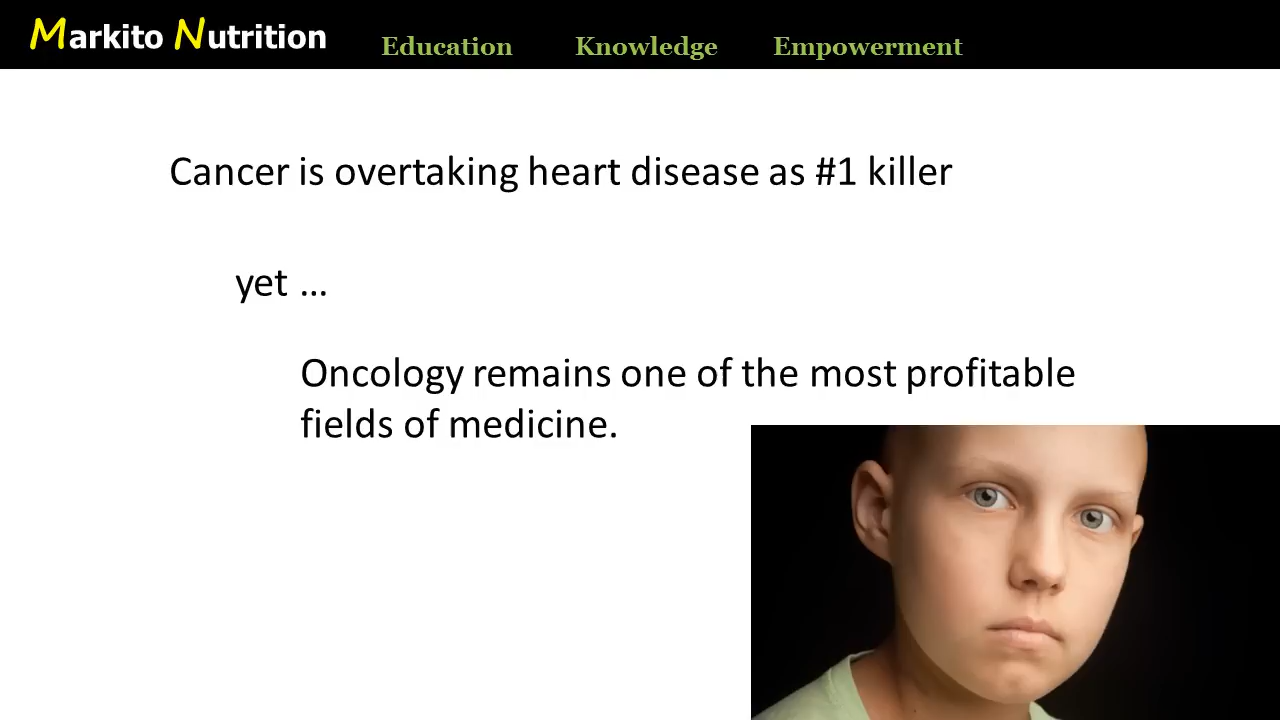 Markito Nutrition Education Knowledge Empowerment
Cancer is overtaking heart disease as #1 killer
yet ...
Oncology remains one of the most profitable
fields of medicine.